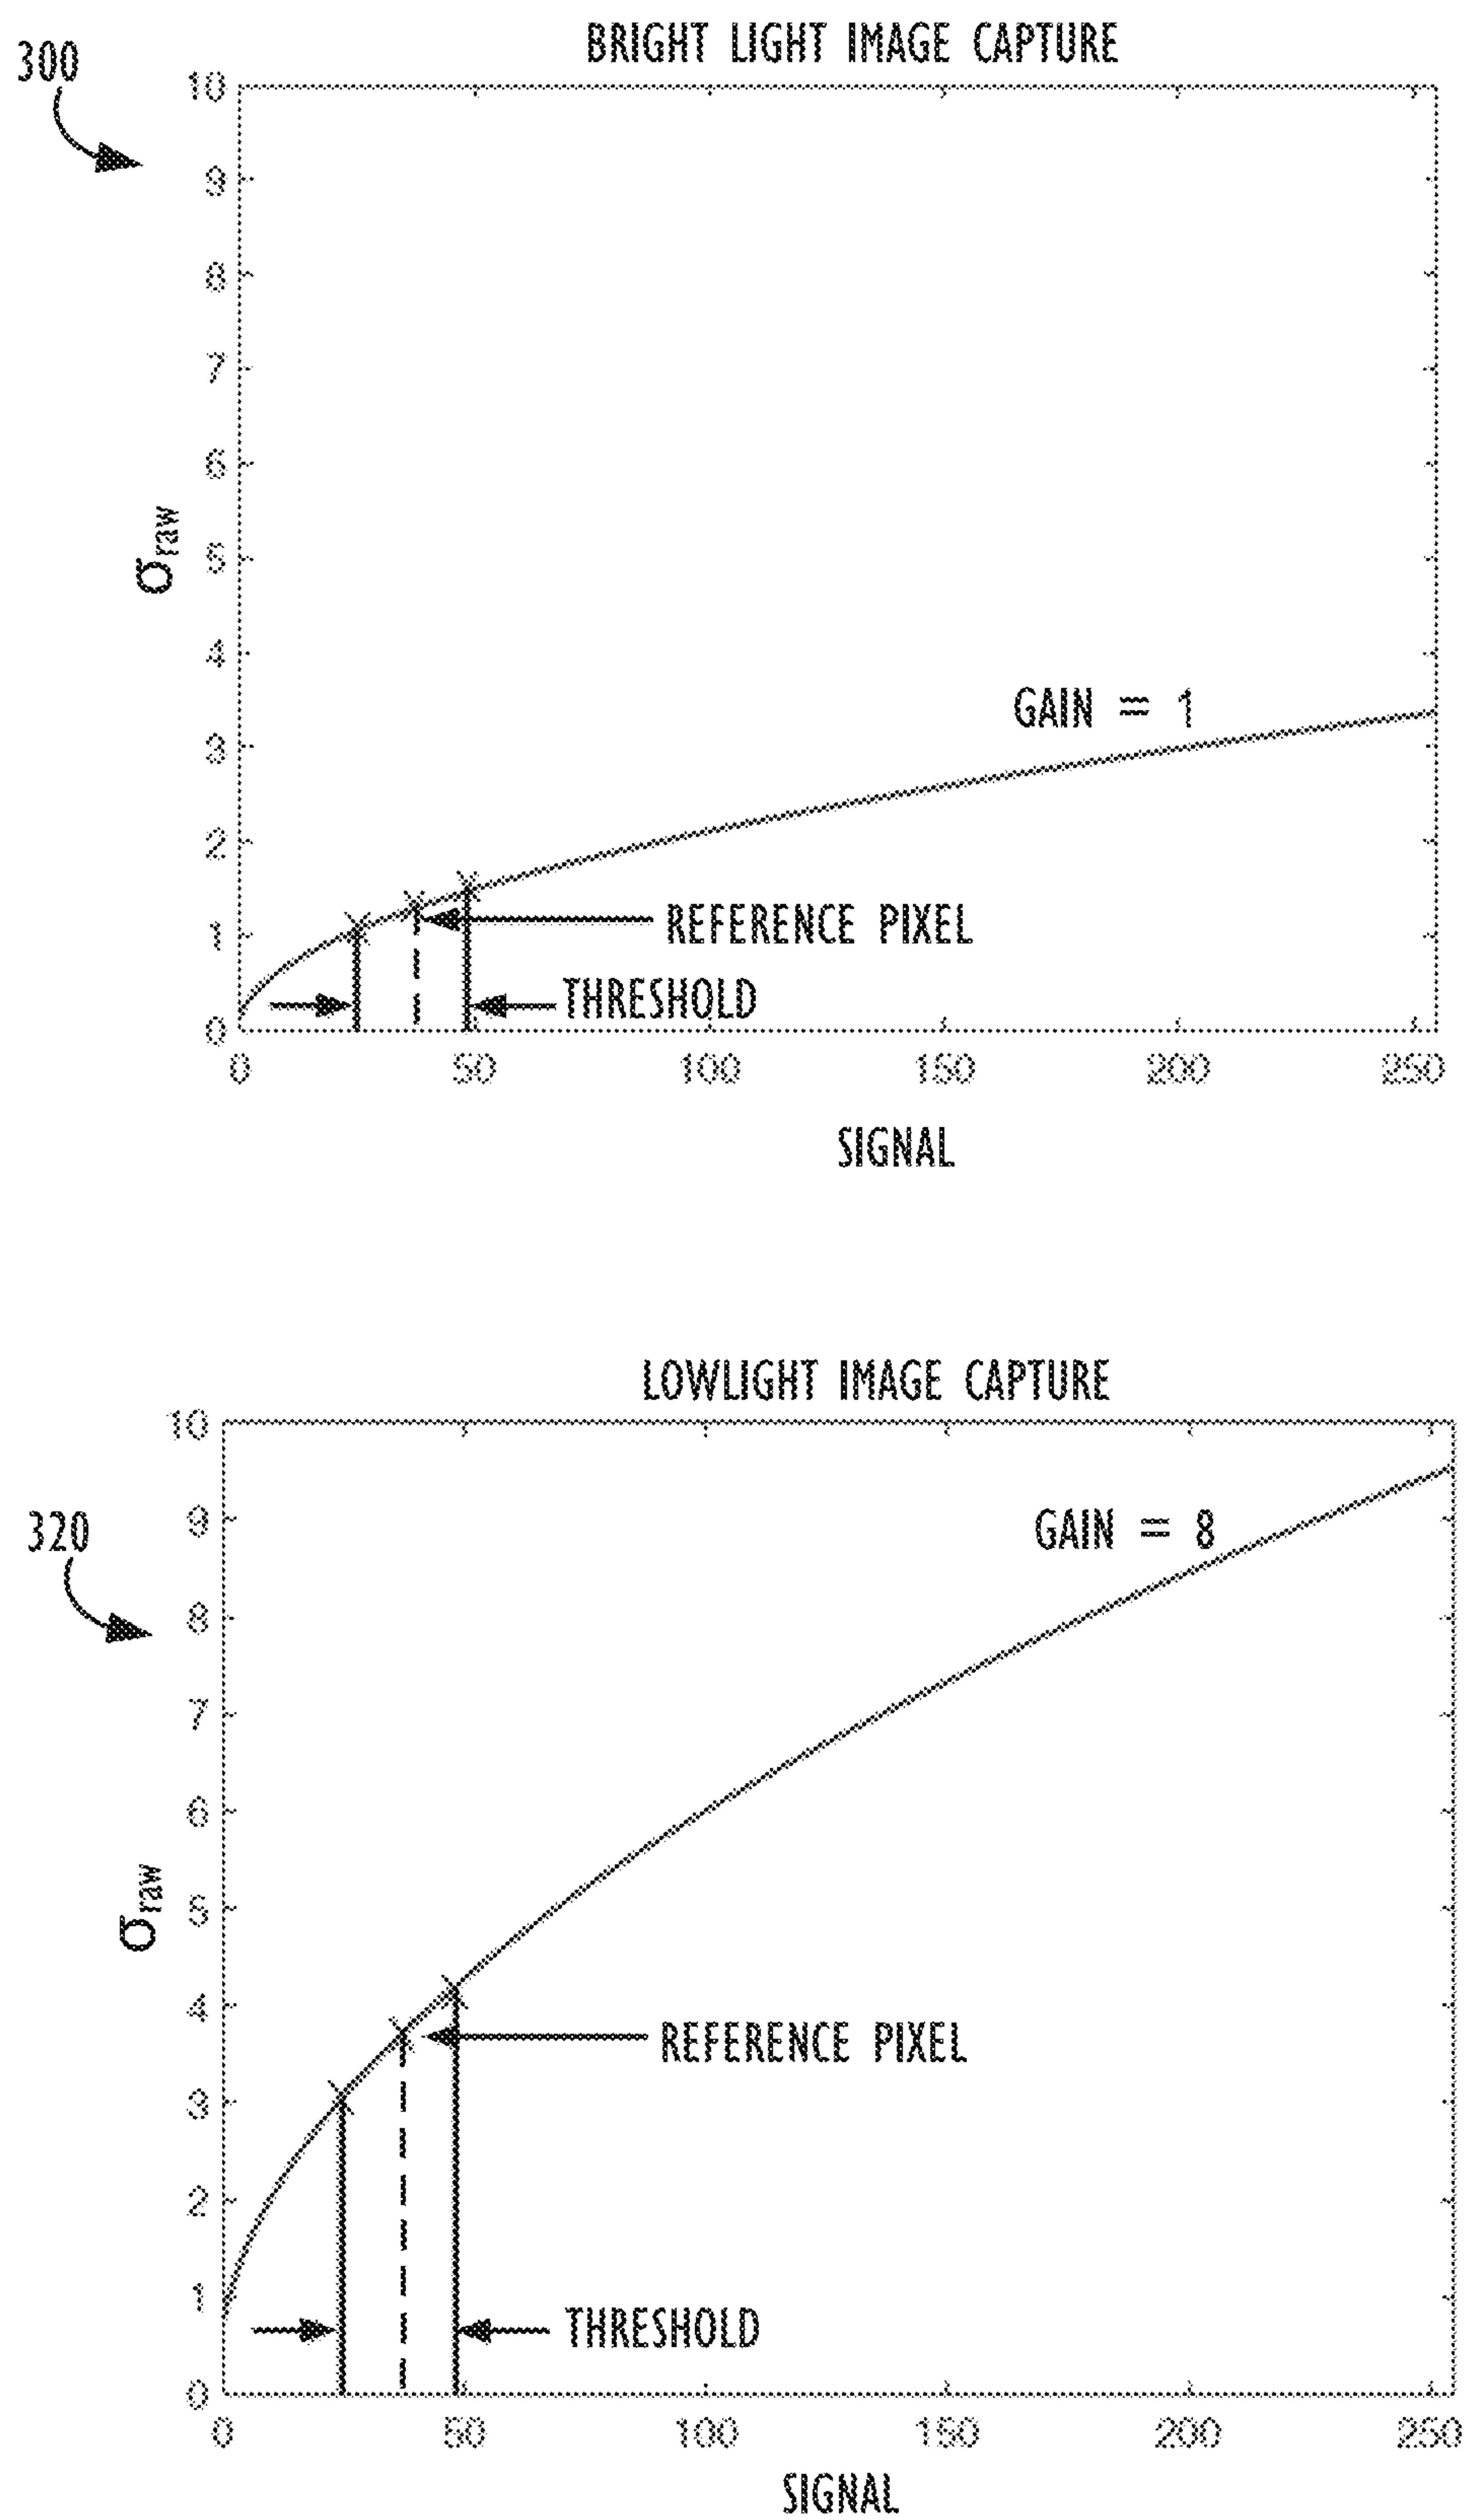 BRIGHT LIGHT IMAGE CAPTURE
300
10
9
8
7
6
5
4
3
2
1
0
σraw
GAIN = 1
REFERENCE PIXEL
THRESHOLD
0 50 100 150 200 250
SIGNAL
LOWLIGHT IMAGE CAPTURE
320
10
9
8
7
6
5
4
3
2
1
0
σraw
GAIN = 8
REFERENCE PIXEL
THRESHOLD
0 50 100 150 200 250
SIGNAL